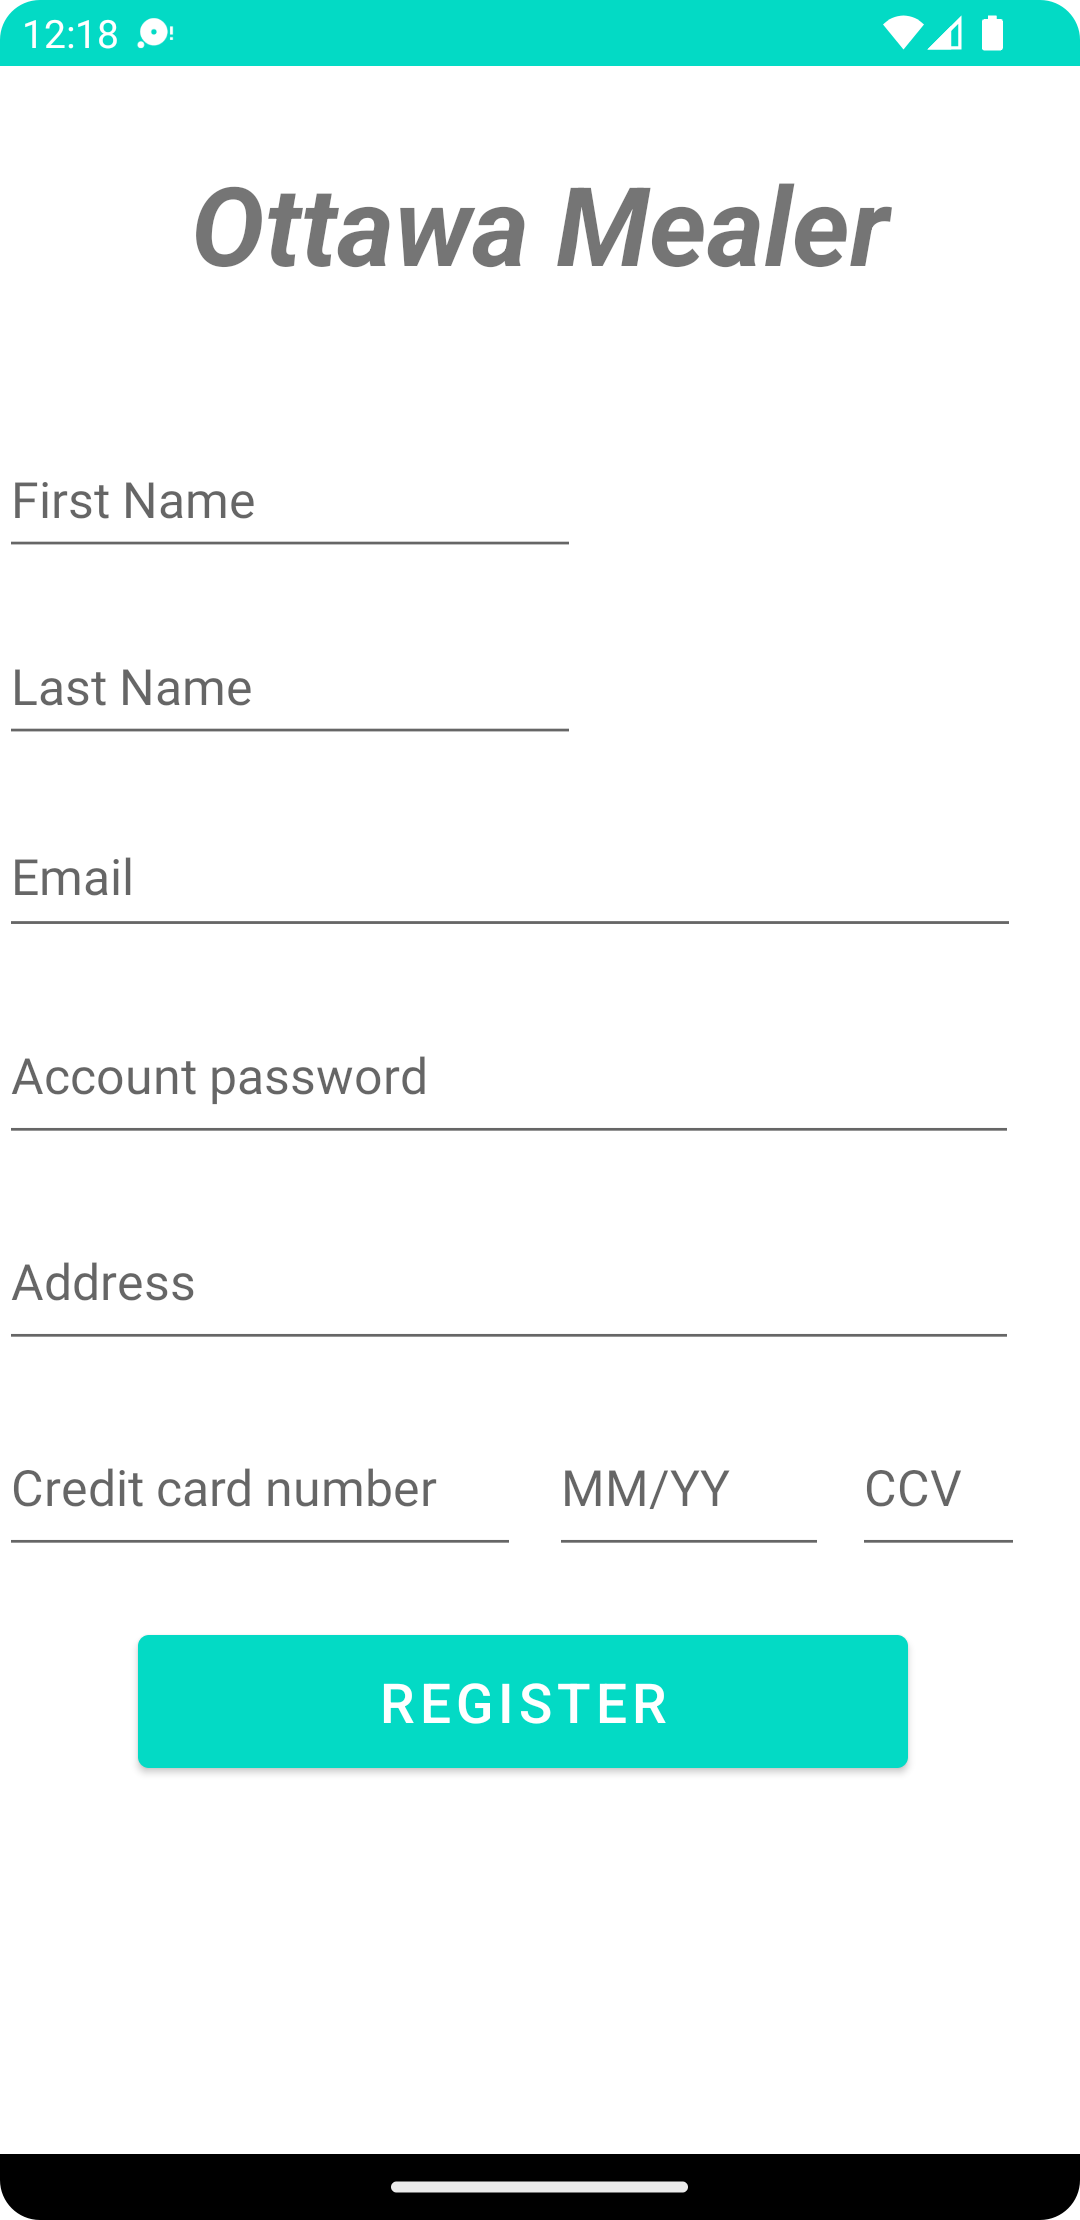 12:18
Ottawa Mealer
First Name
Last Name
Email
Account password
Address
Credit card number MM/YY CCV
REGISTER